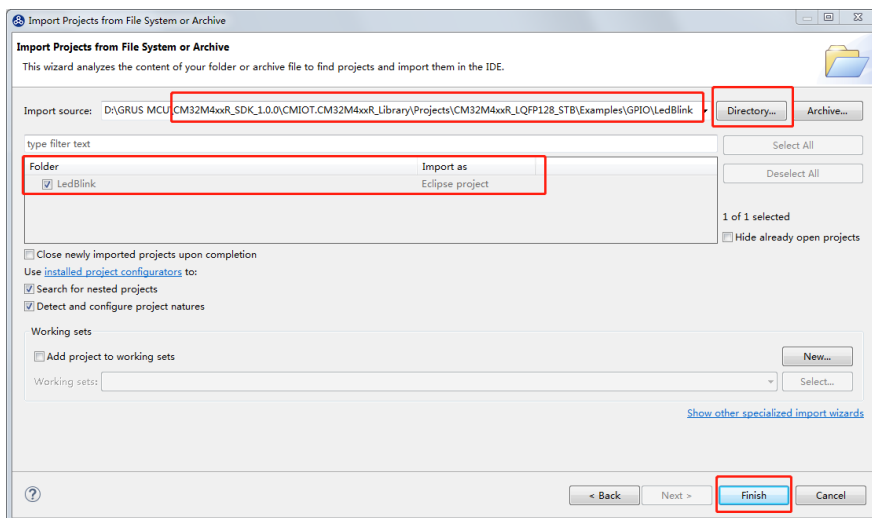 Import Projects from File System or Archive
Import Projects from File System or Archive
This wizard analyzes the content of your folder or archive file to find projects and import them in the IDE.
Import source: D:\GRUS MCU\CM32M4xxR_SDK_1.0.0\CMIOT.CM32M4xxR_Library\Projects\CM32M4xxR_LQFP128_STB\Examples\GPIO\LedBlink Directory... Archive...
type filter text Select All
Folder Import as
LedBlink Eclipse project
Deselect All
1 of 1 selected
Hide already open projects
Close newly imported projects upon completion
Use installed project configurators to:
Search for nested projects
Detect and configure project natures
Working sets
Add project to working sets New...
Working sets: Select...
Show other specialized import wizards
? < Back Next > Finish Cancel